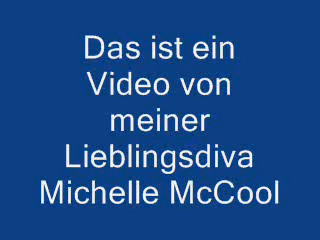 Das ist ein
Video von
meiner
Lieblingsdiva
Michelle McCool